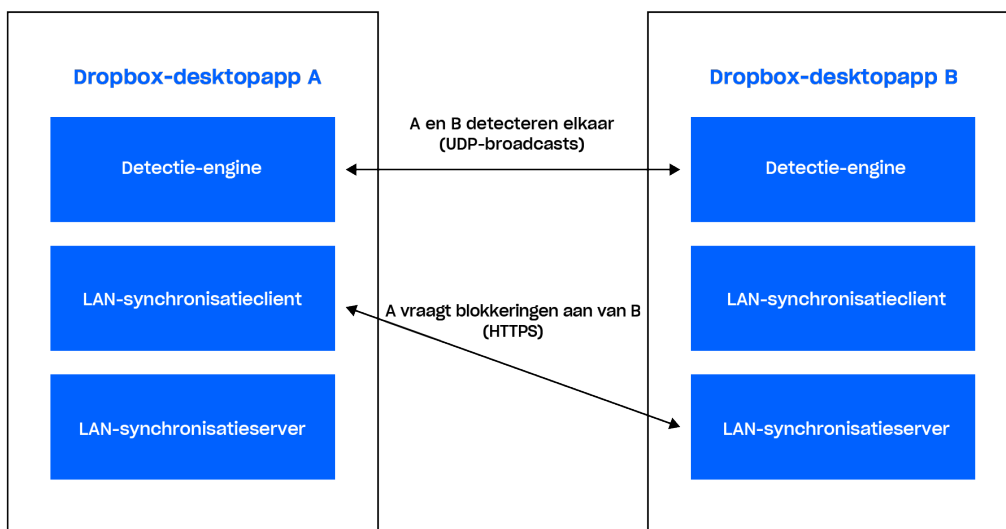 Dropbox-desktopapp A
Detectie-engine
LAN-synchronisatieclient
LAN-synchronisatieserver
A en B detecteren elkaar
(UDP-broadcasts)
A vraagt blokkeringen aan van B
(HTTPS)
Dropbox-desktopapp B
Detectie-engine
LAN-synchronisatieclient
LAN-synchronisatieserver